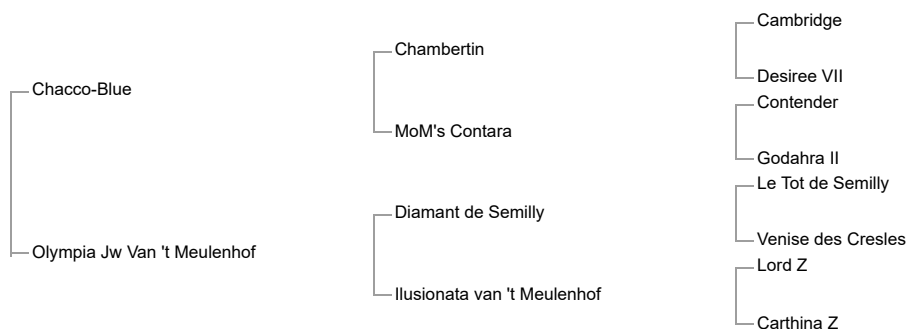 Cambridge
Chambertin
Desiree VII
Chacco-Blue
Contender
MoM's Contara
Godahra II
Le Tot de Semilly
Diamant de Semilly
Venise des Cresles
Olympia Jw Van 't Meulenhof
Lord Z
Ilusionata van 't Meulenhof
Carthina Z